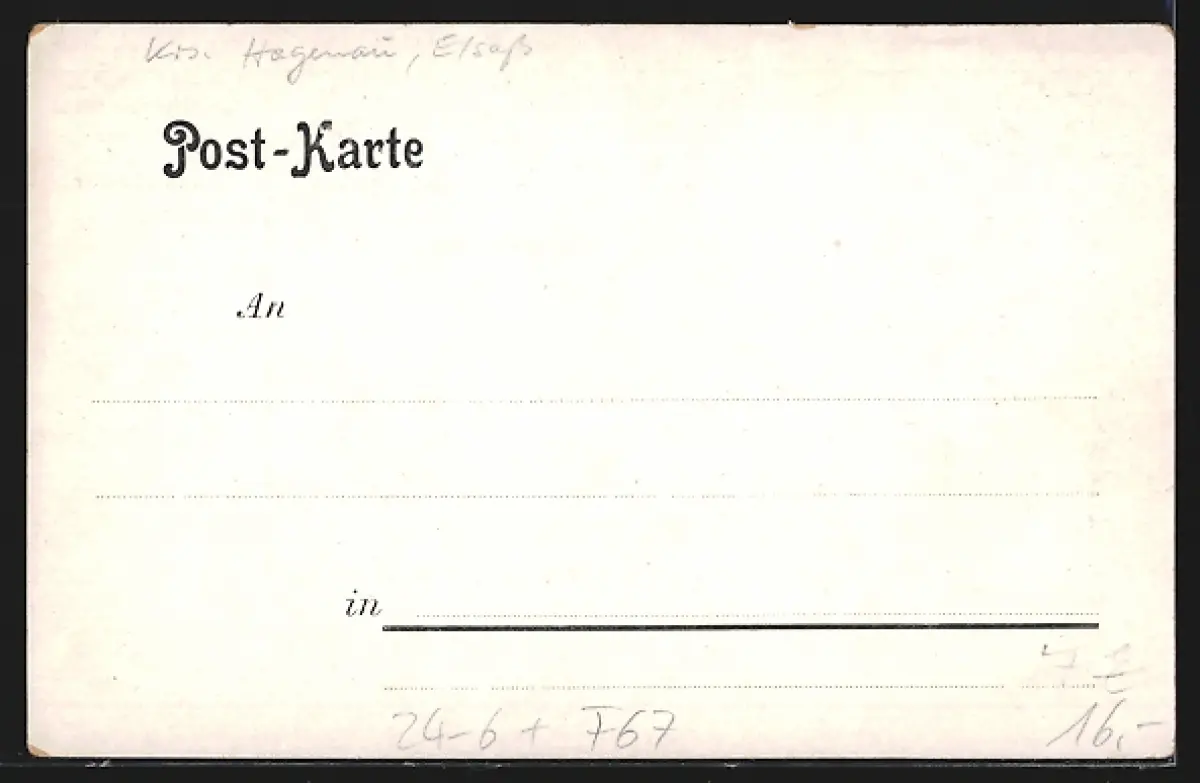 Krs. Hagenau, Elsaß
Post-Karte
An
in
24-6 + F67
16,-